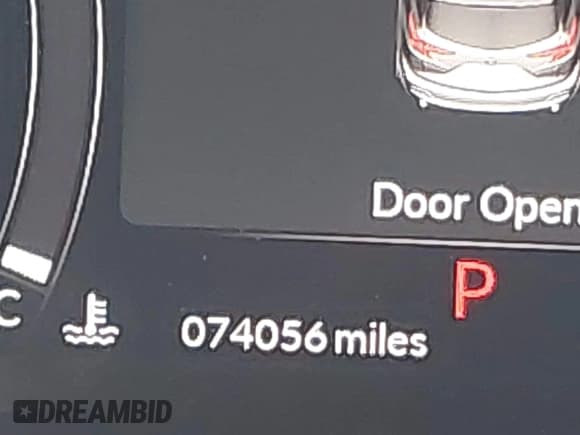 Door Open
P
C
074056 miles
DREAMBID